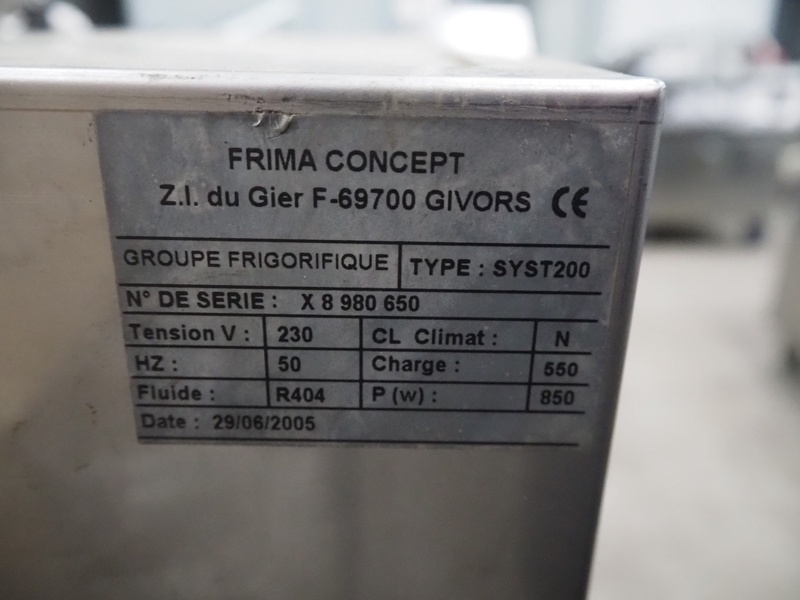 FRIMA CONCEPT
Z.I. du Gier F-69700 GIVORS CE
GROUPE FRIGORIFIQUE TYPE : SYST200
N° DE SERIE : X 8 980 650
Tension V : 230 CL Climat : N
HZ : 50 Charge : 550
Fluide : R404 P (w) : 850
Date : 29/06/2005